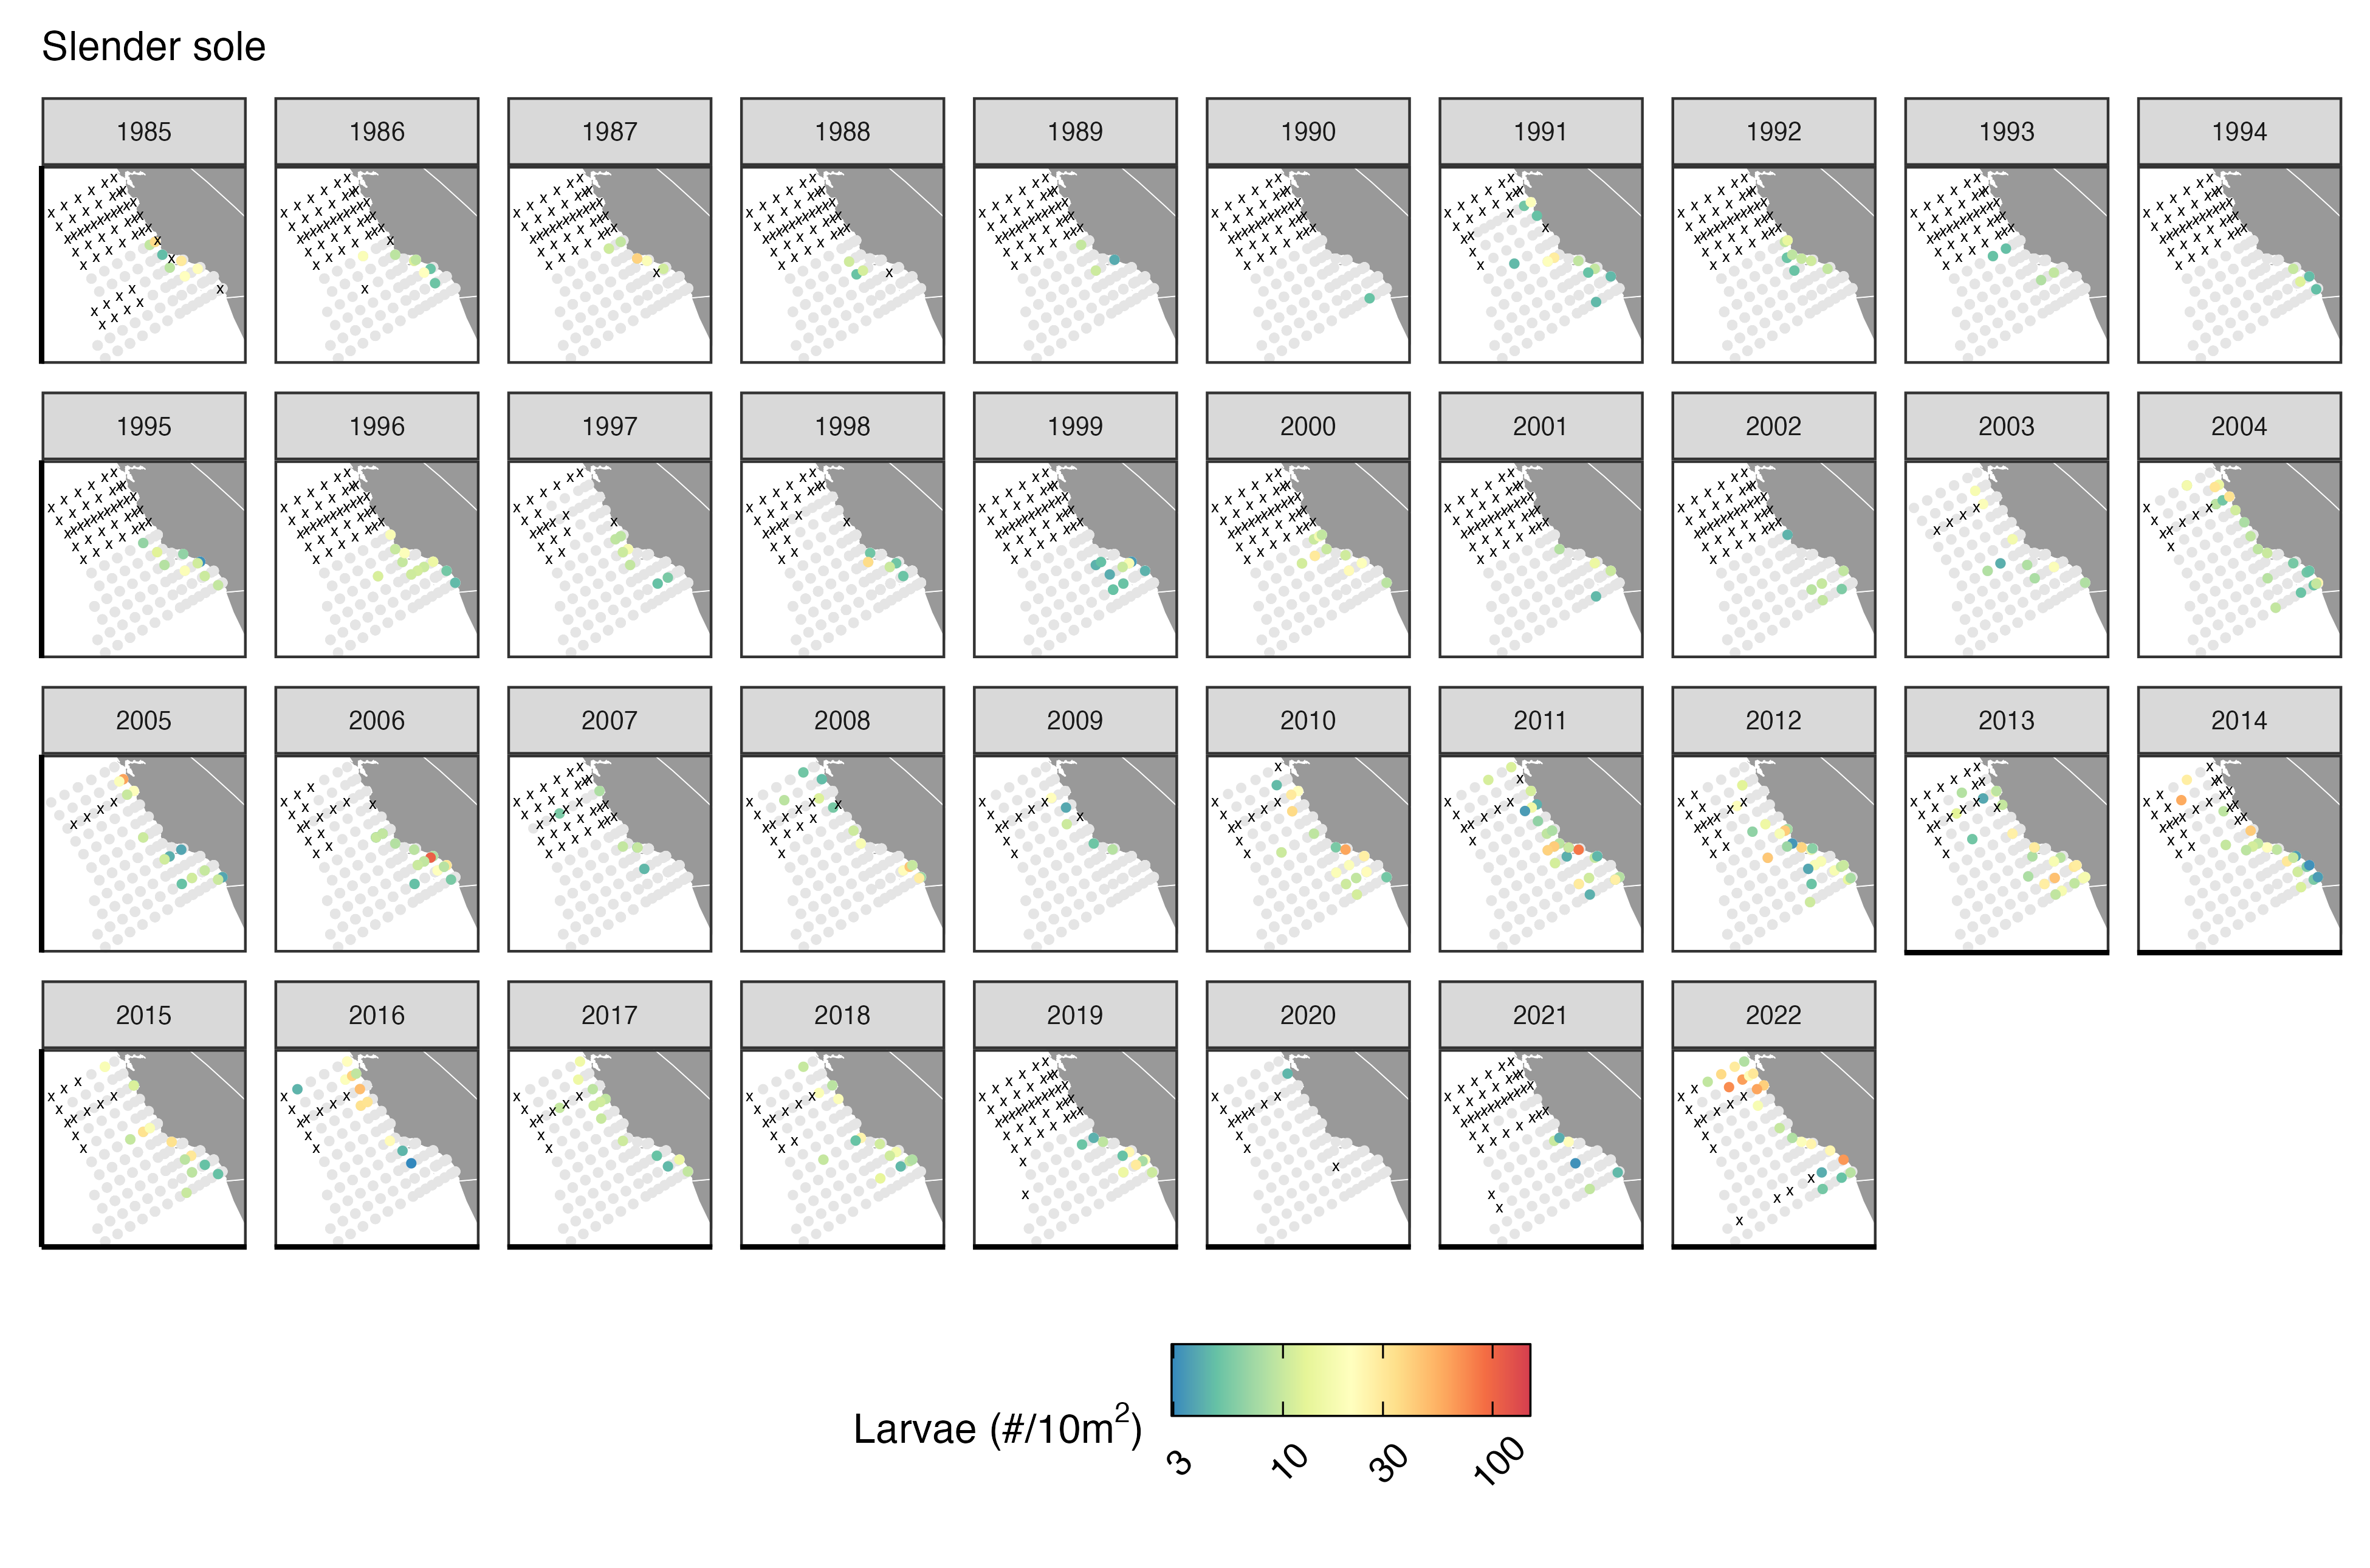 Slender sole
1985 1986 1987 1988 1989 1990 1991 1992 1993 1994
1995 1996 1997 1998 1999 2000 2001 2002 2003 2004
2005 2006 2007 2008 2009 2010 2011 2012 2013 2014
2015 2016 2017 2018 2019 2020 2021 2022
Larvae (#/10m²)
3 10 30 100